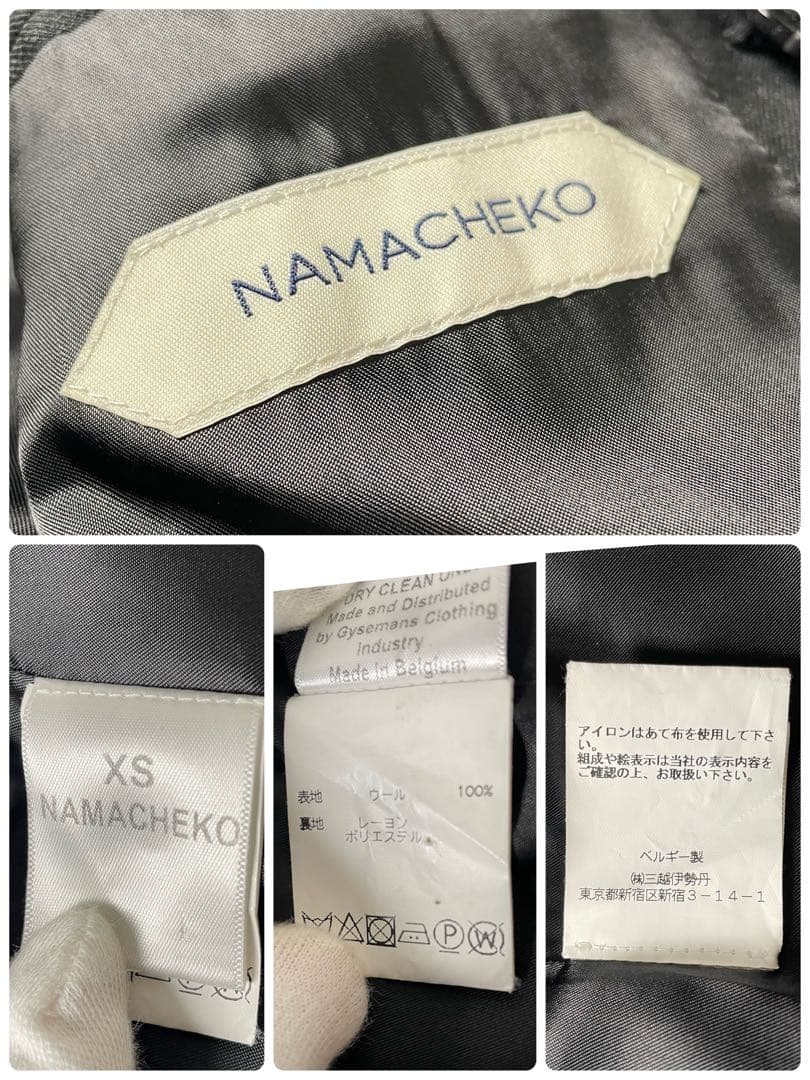 NAMACHEKO
XS
NAMACHEKO
DRY CLEAN ONLY
Made and Distributed
by Gysemans Clothing
Industry
Made in Belgium
表地 ウール 100%
裏地 レーヨン
ポリエステル
P
W
アイロンはあて布を使用して下さ
い。
組成や絵表示は当社の表示内容を
ご確認の上、お取扱い下さい。
ベルギー製
㈱三越伊勢丹
東京都新宿区新宿3-14-1